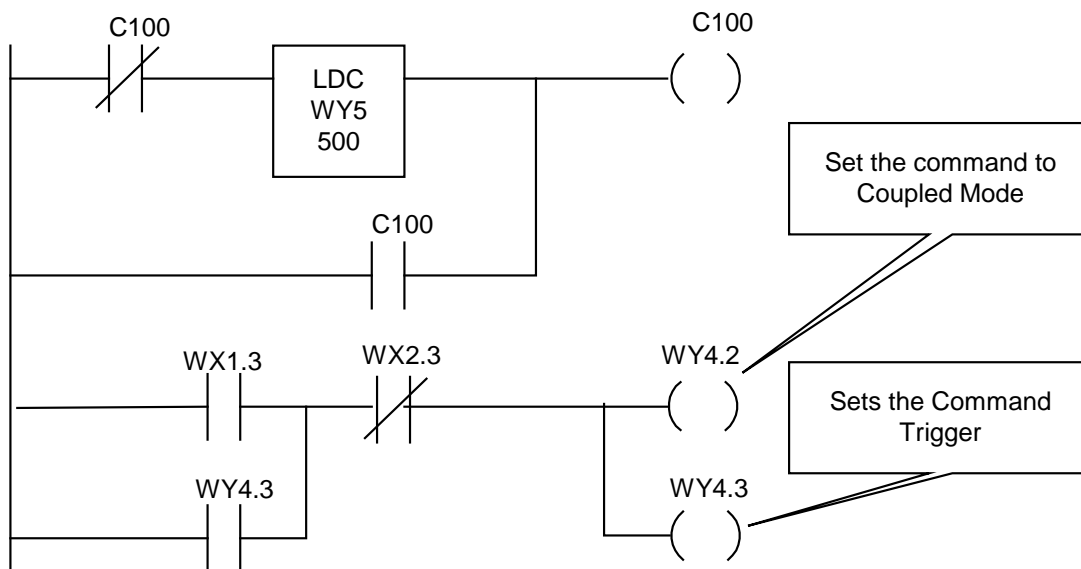 C100
C100
LDC
WY5
500
Set the command to
Coupled Mode
C100
WX1.3
WX2.3
WY4.2
Sets the Command
Trigger
WY4.3
WY4.3